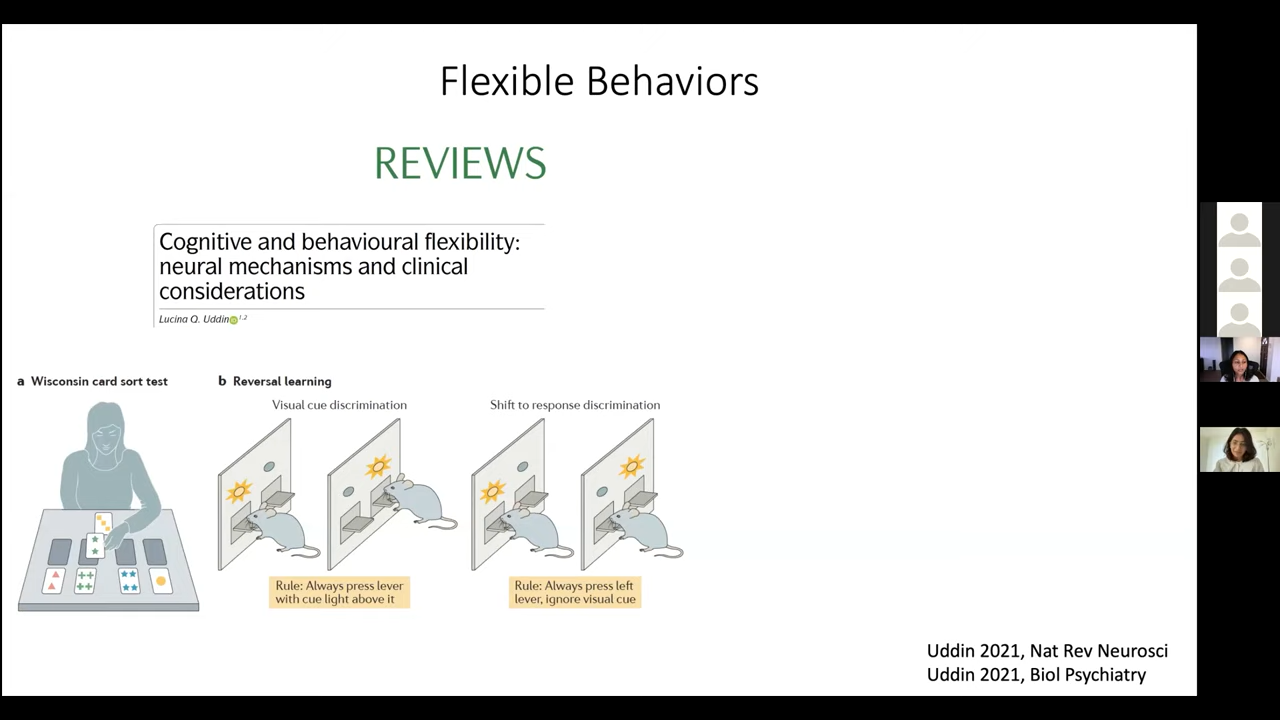 Flexible Behaviors
REVIEWS
Cognitive and behavioural flexibility:
neural mechanisms and clinical
considerations
Lucina Q. Uddin 1,2
a Wisconsin card sort test
b Reversal learning
Visual cue discrimination
Shift to response discrimination
Rule: Always press lever
with cue light above it
Rule: Always press left
lever, ignore visual cue
Uddin 2021, Nat Rev Neurosci
Uddin 2021, Biol Psychiatry